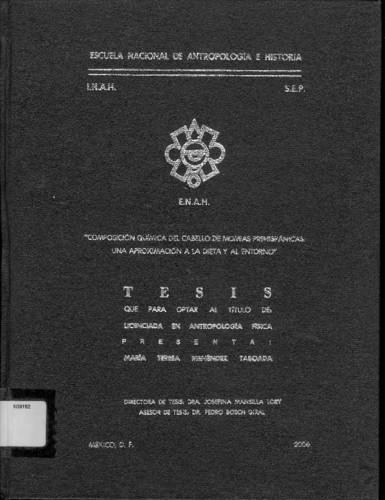 ESCUELA NACIONAL DE ANTROPOLOGÍA E HISTORIA
I.N.A.H. S.E.P.
E.N.A.H.
"COMPOSICIÓN QUÍMICA DEL CABELLO DE MOMIAS PREHISPÁNICAS:
UNA APROXIMACIÓN A LA DIETA Y AL ENTORNO"
T E S I S
QUE PARA OPTAR AL TÍTULO DE:
LICENCIADA EN ANTROPOLOGÍA FÍSICA
P R E S E N T A :
MARÍA TERESA MENÉNDEZ TABOADA
DIRECTORA DE TESIS: DRA. JOSEFINA MANSILLA LORY
ASESOR DE TESIS: DR. PEDRO BOSCH GIRAL
MÉXICO, D. F. 2006